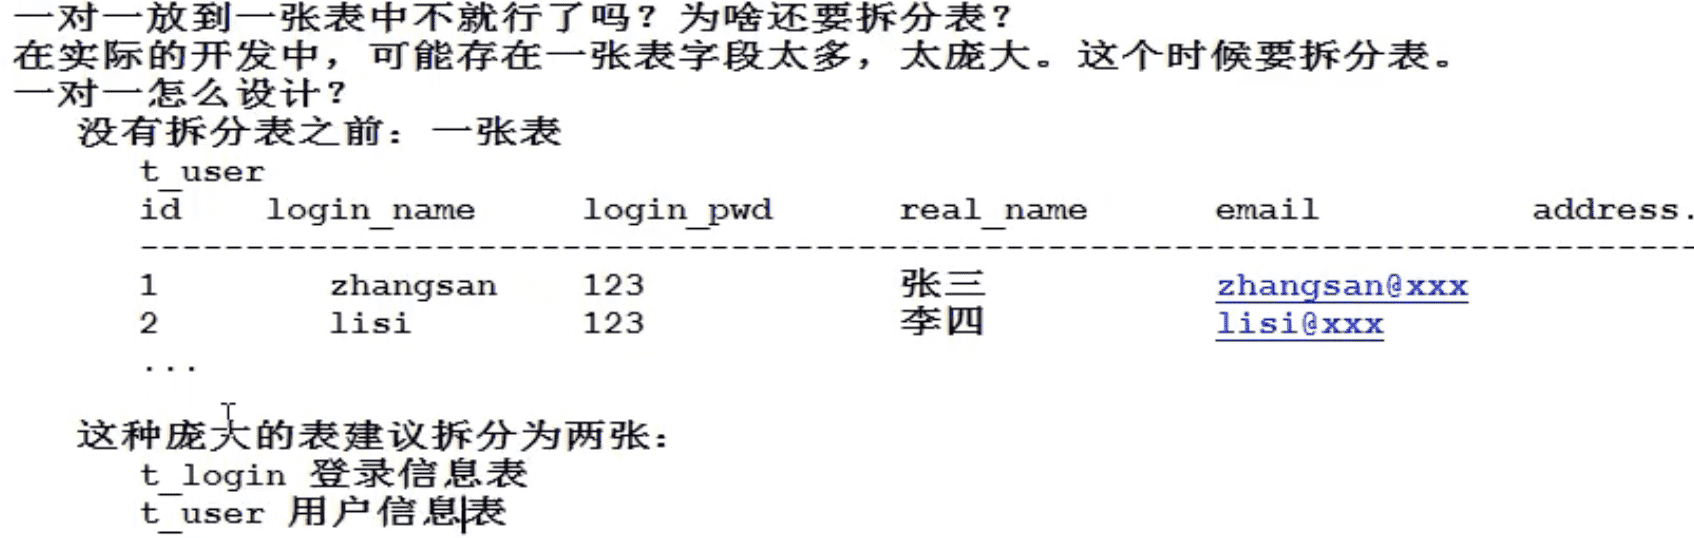 一对一放到一张表中不就行了吗？为啥还要拆分表？
在实际的开发中，可能存在一张表字段太多，太庞大。这个时候要拆分表。
一对一怎么设计？
没有拆分表之前：一张表
t_user
id login_name login_pwd real_name email address.
--------------------------------------------------------------------------
1 zhangsan 123 张三 zhangsan@xxx
2 lisi 123 李四 lisi@xxx
...
这种庞大的表建议拆分为两张：
t_login 登录信息表
t_user 用户信息表